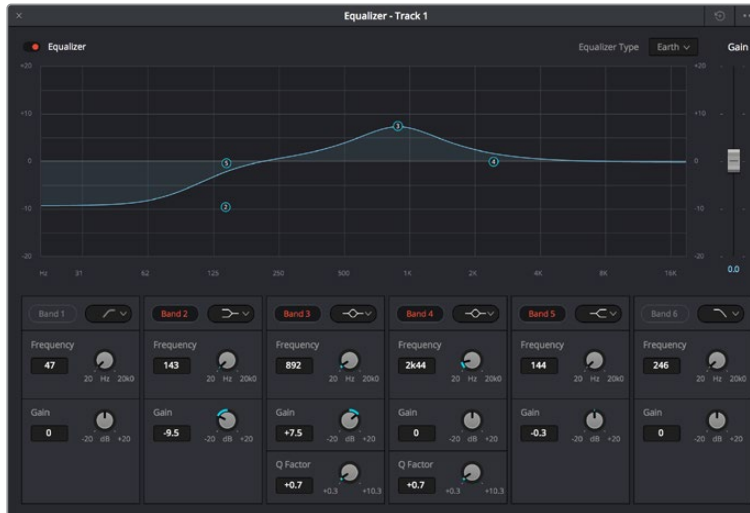 × Equalizer - Track 1
Equalizer Equalizer Type Earth Gain
+20 +20
+10 +10
3
0 5 4 0
-10 2 -10
-20 -20
Hz 31 62 125 250 500 1K 2K 4K 8K 16K 0.0
Band 1 Band 2 Band 3 Band 4 Band 5 Band 6
Frequency Frequency Frequency Frequency Frequency Frequency
47 143 892 2k44 144 246
20 Hz 20k0 20 Hz 20k0 20 Hz 20k0 20 Hz 20k0 20 Hz 20k0 20 Hz 20k0
Gain Gain Gain Gain Gain Gain
0 -9.5 +7.5 0 -0.3 0
-20 dB +20 -20 dB +20 -20 dB +20 -20 dB +20 -20 dB +20 -20 dB +20
Q Factor Q Factor
+0.7 +0.7
+0.3 +10.3 +0.3 +10.3